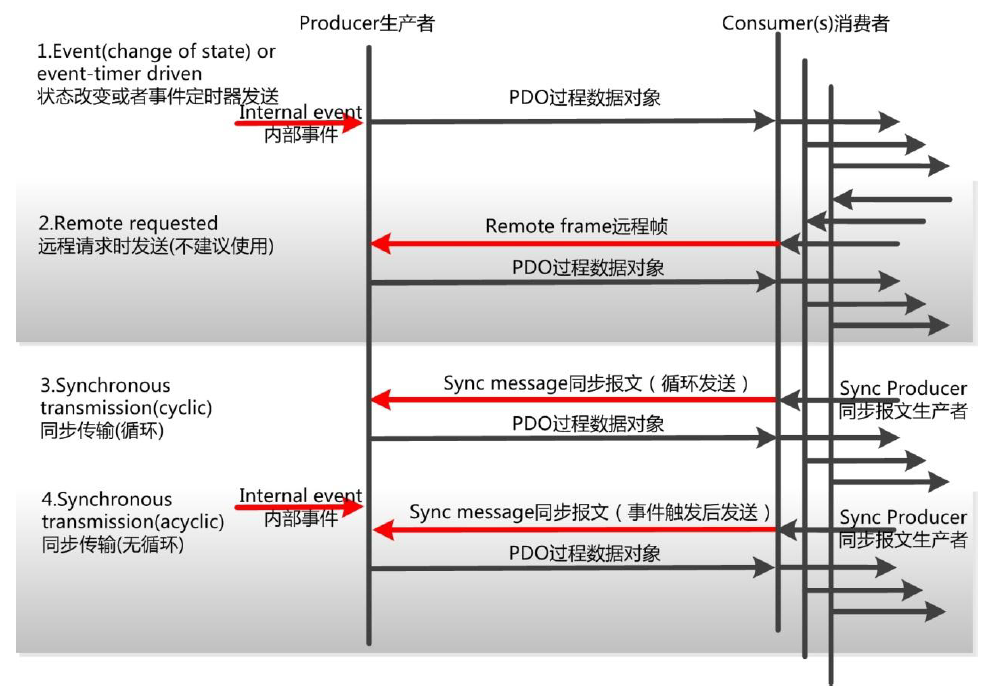 Producer生产者
Consumer(s)消费者
1.Event(change of state) or
event-timer driven
状态改变或者事件定时器发送
Internal event
内部事件
PDO过程数据对象
2.Remote requested
远程请求时发送(不建议使用)
Remote frame远程帧
PDO过程数据对象
3.Synchronous
transmission(cyclic)
同步传输(循环)
Sync message同步报文（循环发送）
PDO过程数据对象
Sync Producer
同步报文生产者
4.Synchronous
transmission(acyclic)
同步传输(无循环)
Internal event
内部事件
Sync message同步报文（事件触发后发送）
PDO过程数据对象
Sync Producer
同步报文生产者